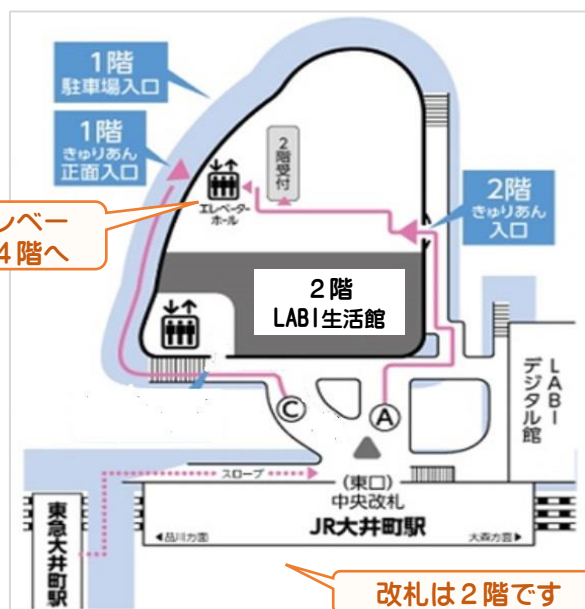 1階
駐車場入口
1階
きゅりあん
正面入口
レベー
4階へ
エレベーター
ホール
2階受付
2階
きゅりあん
入口
2階
LABI生活館
LABI
デジタル館
C
A
スロープ
(東口)
中央改札
JR大井町駅
◀品川方面
大森方面▶
東急大井町駅
改札は2階です